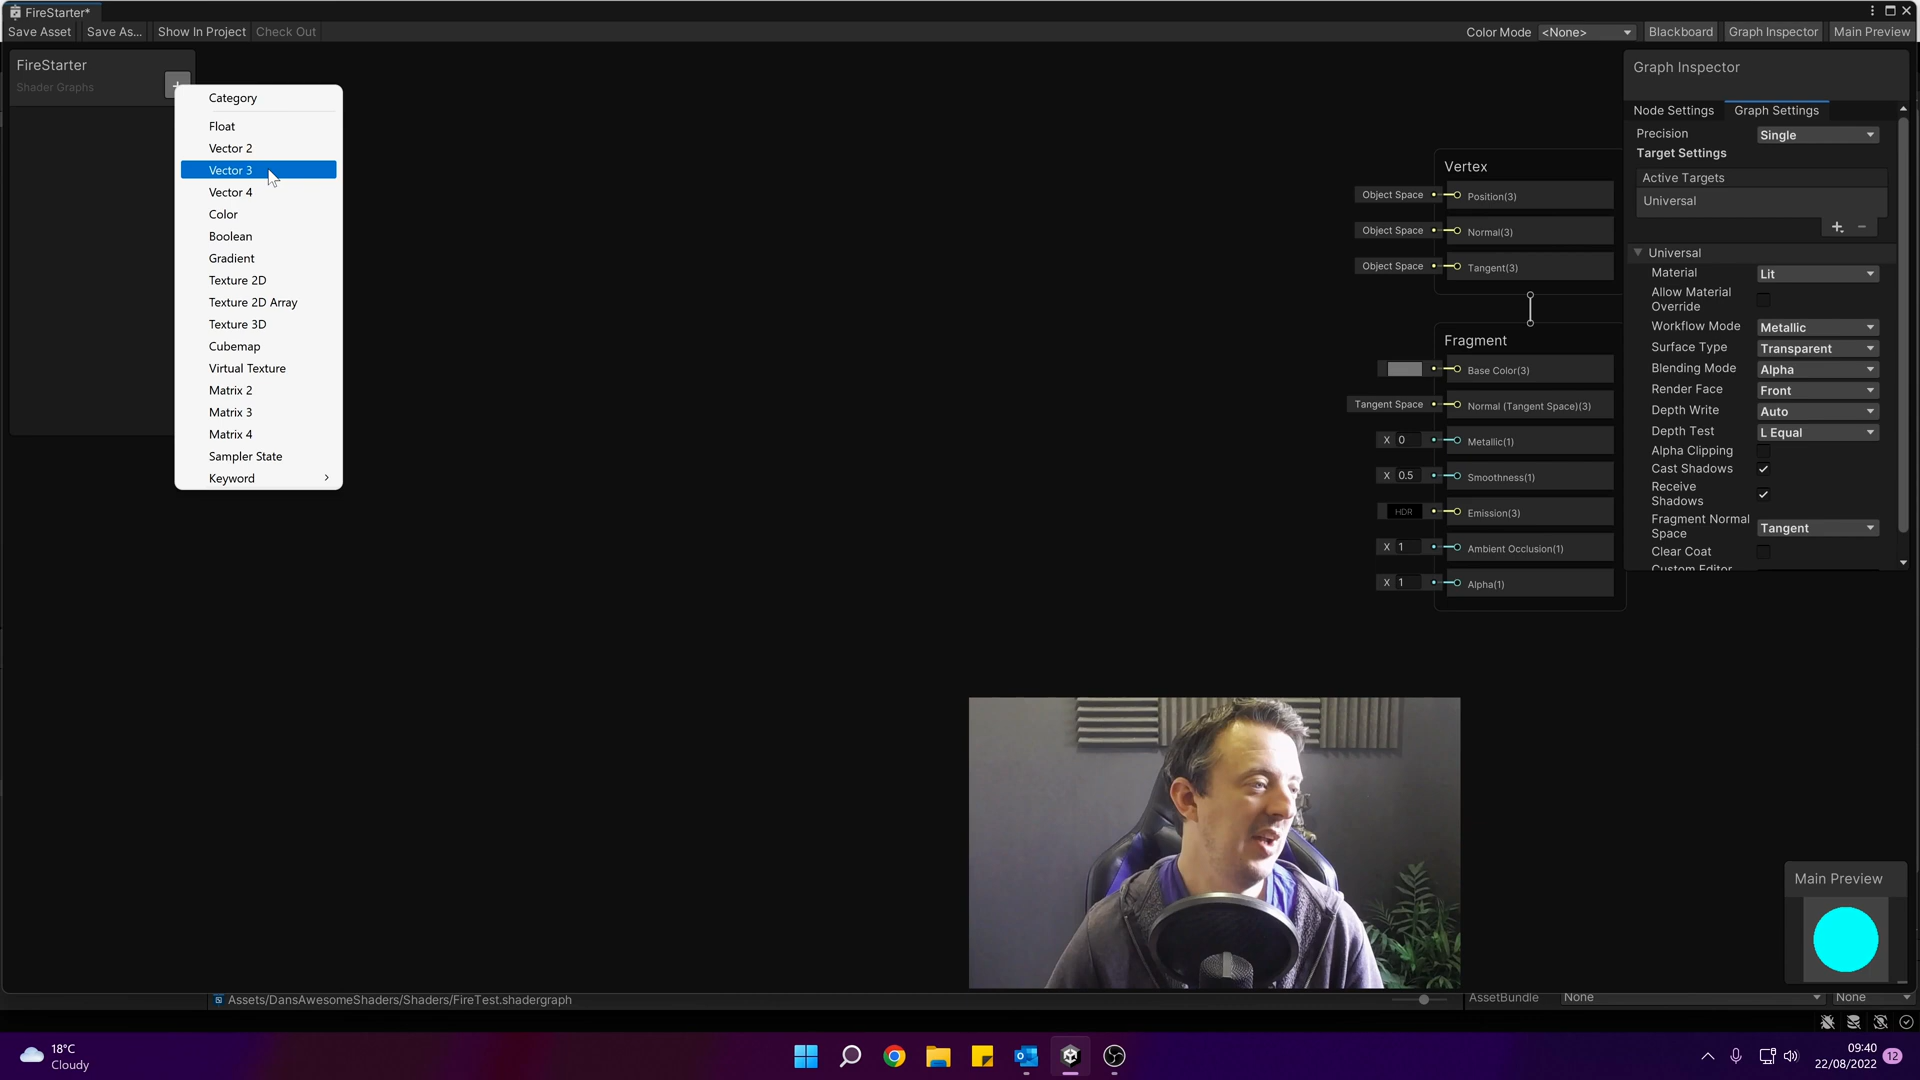 FireStarter*
Save Asset
Save As...
Show In Project
Check Out
Color Mode
<None>
Blackboard
Graph Inspector
Main Preview
FireStarter
Shader Graphs
+
Category
Float
Vector 2
Vector 3
Vector 4
Color
Boolean
Gradient
Texture 2D
Texture 2D Array
Texture 3D
Cubemap
Virtual Texture
Matrix 2
Matrix 3
Matrix 4
Sampler State
Keyword
Vertex
Object Space
Position(3)
Object Space
Normal(3)
Object Space
Tangent(3)
Fragment
Base Color(3)
Tangent Space
Normal (Tangent Space)(3)
X 0
Metallic(1)
X 0.5
Smoothness(1)
HDR
Emission(3)
X 1
Ambient Occlusion(1)
X 1
Alpha(1)
Graph Inspector
Node Settings
Graph Settings
Precision
Single
Target Settings
Active Targets
Universal
Universal
Material
Lit
Allow Material
Override
Workflow Mode
Metallic
Surface Type
Transparent
Blending Mode
Alpha
Render Face
Front
Depth Write
Auto
Depth Test
L Equal
Alpha Clipping
Cast Shadows
Receive
Shadows
Fragment Normal
Space
Tangent
Clear Coat
Custom Editor
Main Preview
Assets/DansAwesomeShaders/Shaders/FireTest.shadergraph
AssetBundle
None
None
18°C
Cloudy
09:40
22/08/2022
12